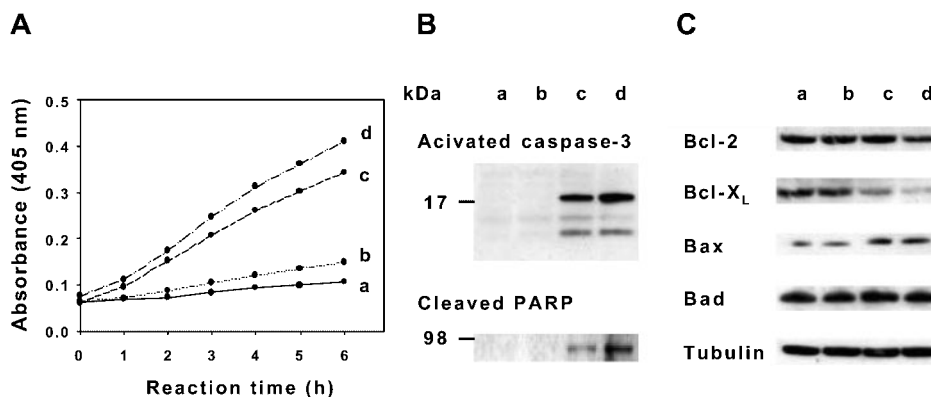 A
Absorbance (405 nm)
0.5
0.4
0.3
0.2
0.1
0.0
d
c
b
a
0 1 2 3 4 5 6
Reaction time (h)
B
kDa a b c d
Acivated caspase-3
17
Cleaved PARP
98
C
a b c d
Bcl-2
Bcl-XL
Bax
Bad
Tubulin